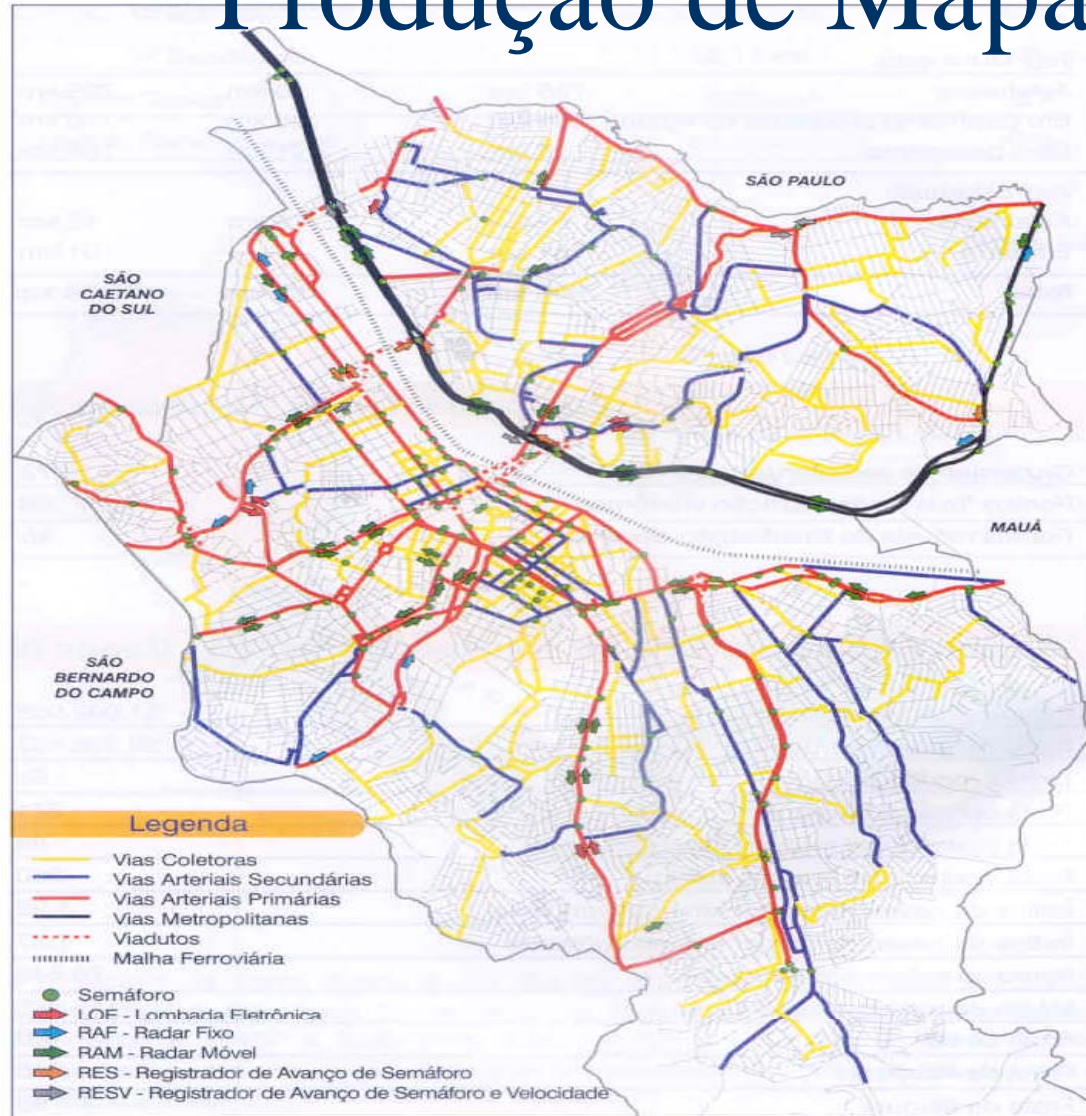 Produção de Mapa
SÃO PAULO
SÃO
CAETANO
DO SUL
MAUÁ
SÃO
BERNARDO
DO CAMPO
Legenda
Vias Coletoras
Vias Arteriais Secundárias
Vias Arteriais Primárias
Vias Metropolitanas
Viadutos
Malha Ferroviária
Semáforo
LOE - Lombada Eletrônica
RAF - Radar Fixo
RAM - Radar Móvel
RES - Registrador de Avanço de Semáforo
RESV - Registrador de Avanço de Semáforo e Velocidade